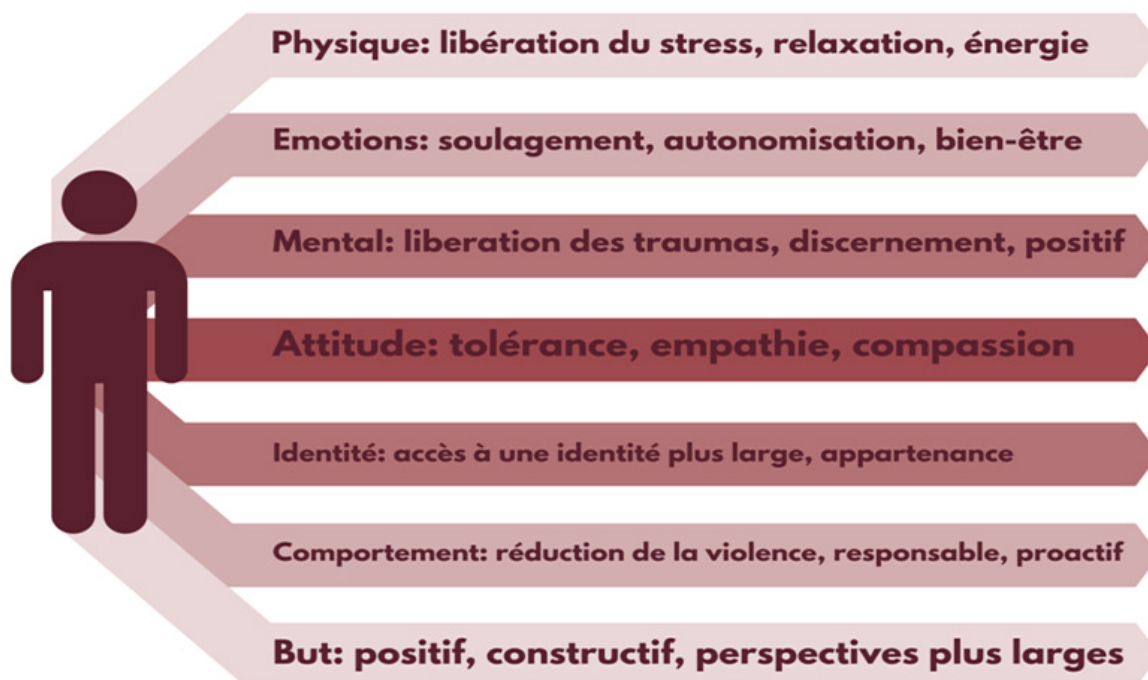 Physique: libération du stress, relaxation, énergie
Emotions: soulagement, autonomisation, bien-être
Mental: liberation des traumas, discernement, positif
Attitude: tolérance, empathie, compassion
Identité: accès à une identité plus large, appartenance
Comportement: réduction de la violence, responsable, proactif
But: positif, constructif, perspectives plus larges